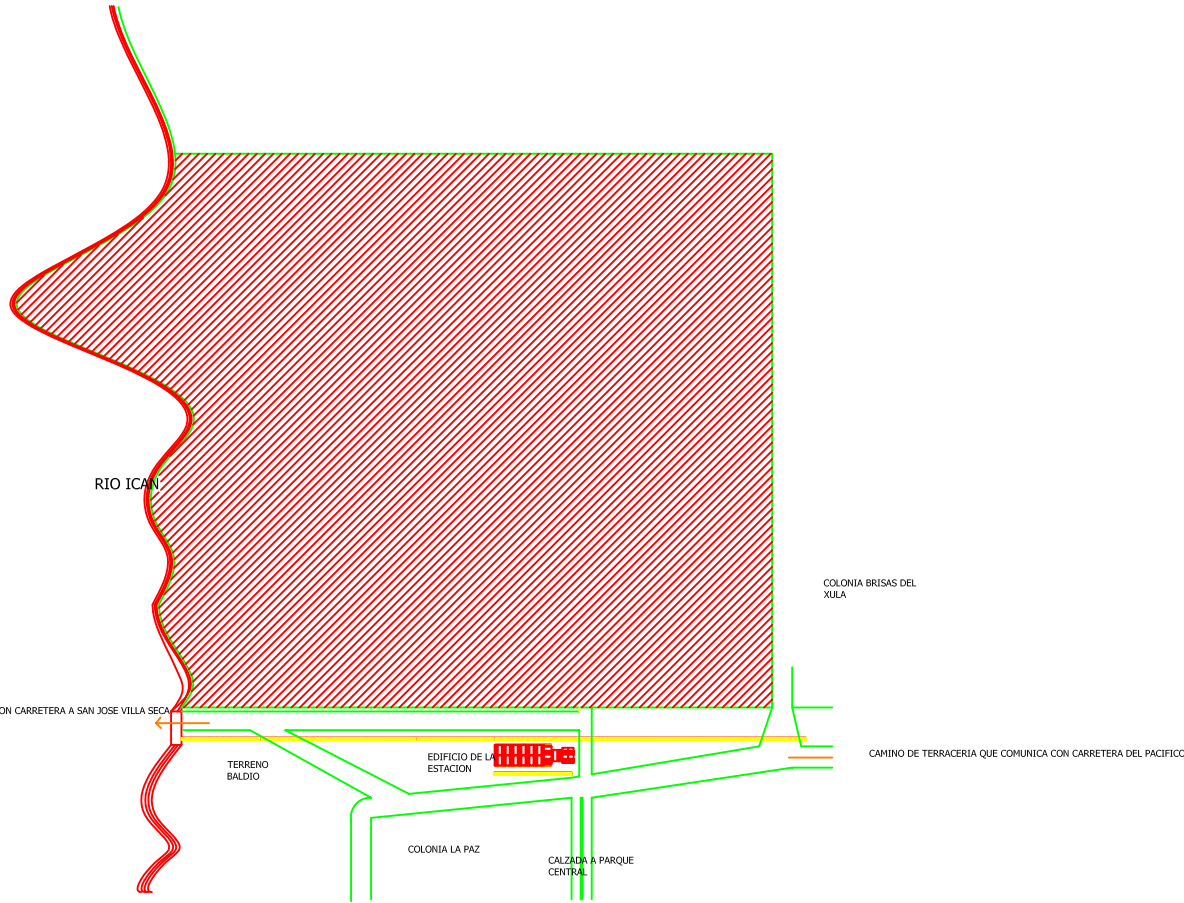 RIO ICAN.
COLONIA BRISAS DEL
XULA
ON CARRETERA A SAN JOSE VILLA SECA
TERRENO
BALDIO
EDIFICIO DE LA
ESTACION
CAMINO DE TERRACERIA QUE COMUNICA CON CARRETERA DEL PACIFICO
COLONIA LA PAZ
CALZADA A PARQUE
CENTRAL